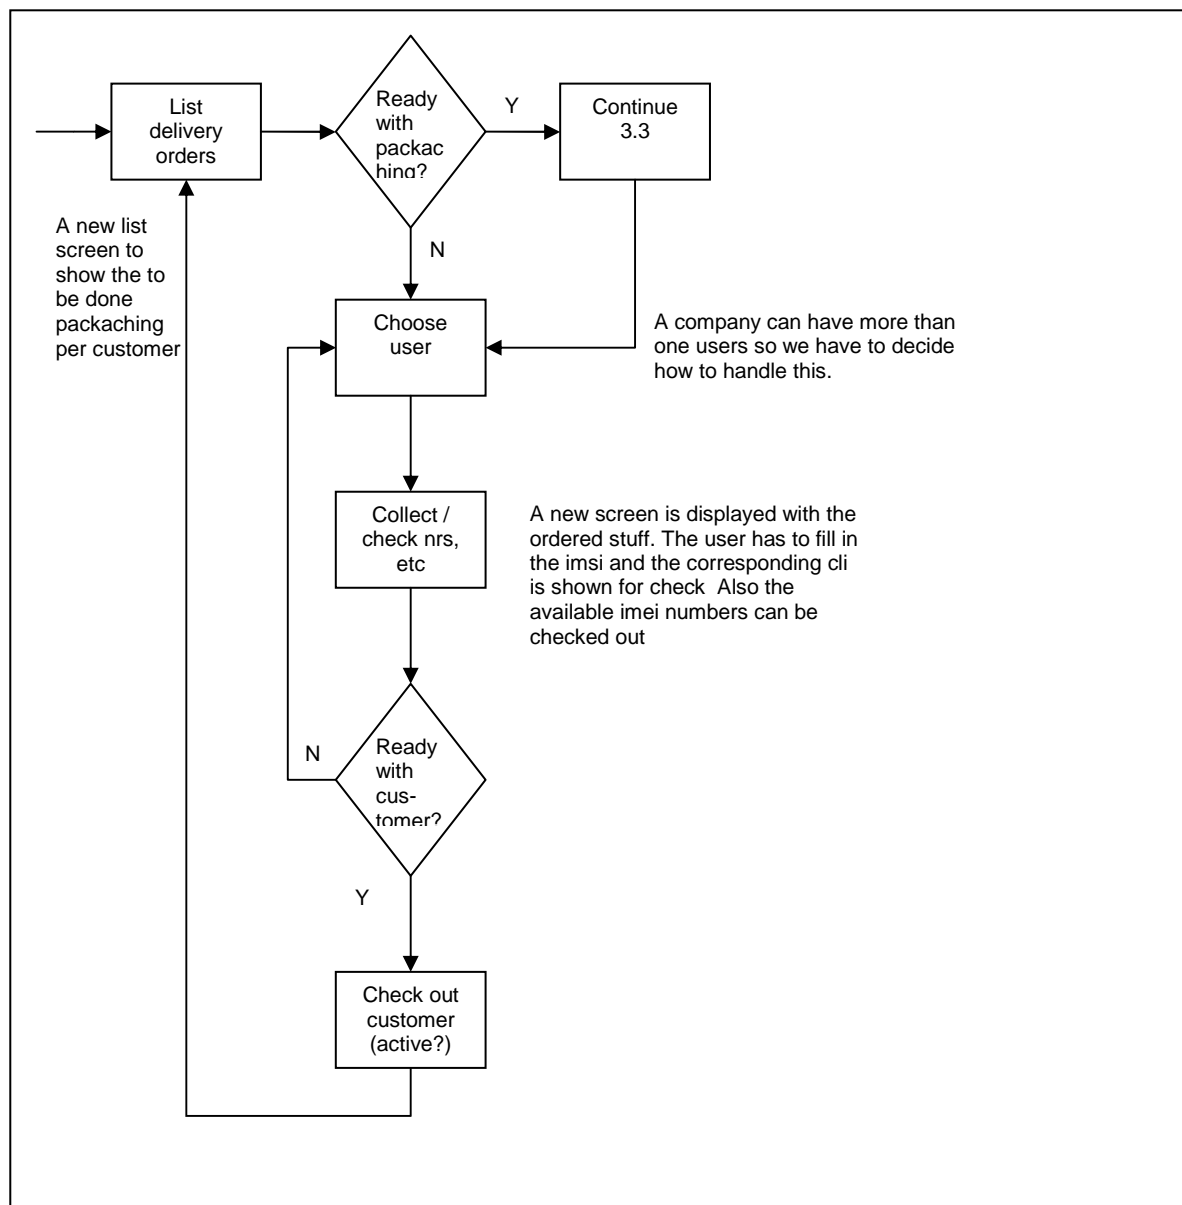 List
delivery
orders
Ready
with
packac
hing?
Y
Continue
3.3
A new list
screen to
show the to
be done
packaching
per customer
N
Choose
user
A company can have more than
one users so we have to decide
how to handle this.
Collect /
check nrs,
etc
A new screen is displayed with the
ordered stuff. The user has to fill in
the imsi and the corresponding cli
is shown for check  Also the
available imei numbers can be
checked out
N
Ready
with
cus-
tomer?
Y
Check out
customer
(active?)